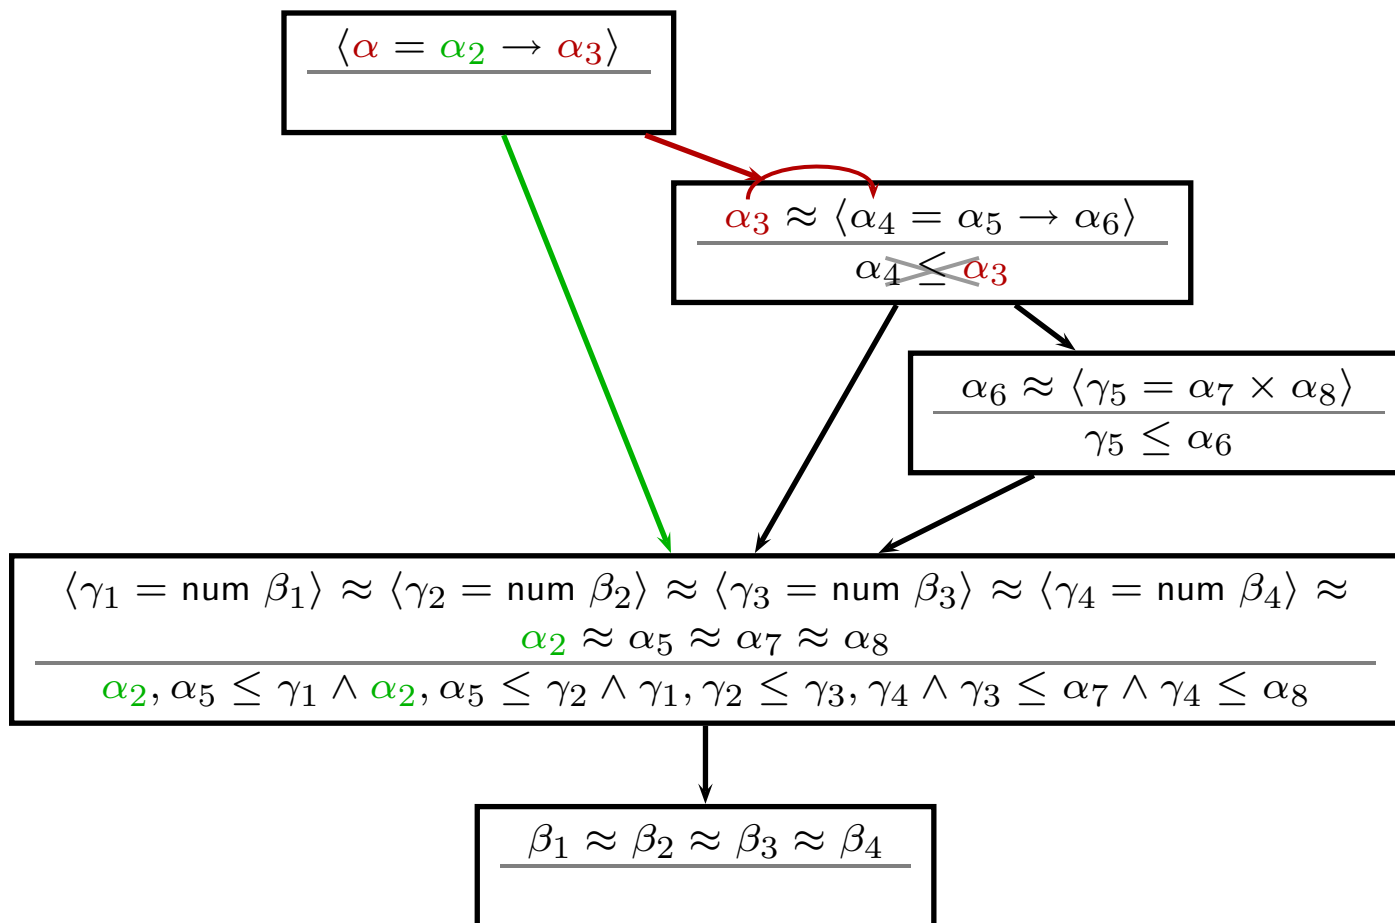 ⟨α = α₂ → α₃⟩
α₃ ≈ ⟨α₄ = α₅ → α₆⟩
α₄ ≤ α₃
α₆ ≈ ⟨γ₅ = α₇ × α₈⟩
γ₅ ≤ α₆
⟨γ₁ = num β₁⟩ ≈ ⟨γ₂ = num β₂⟩ ≈ ⟨γ₃ = num β₃⟩ ≈ ⟨γ₄ = num β₄⟩ ≈
α₂ ≈ α₅ ≈ α₇ ≈ α₈
α₂, α₅ ≤ γ₁ ∧ α₂, α₅ ≤ γ₂ ∧ γ₁, γ₂ ≤ γ₃, γ₄ ∧ γ₃ ≤ α₇ ∧ γ₄ ≤ α₈
β₁ ≈ β₂ ≈ β₃ ≈ β₄